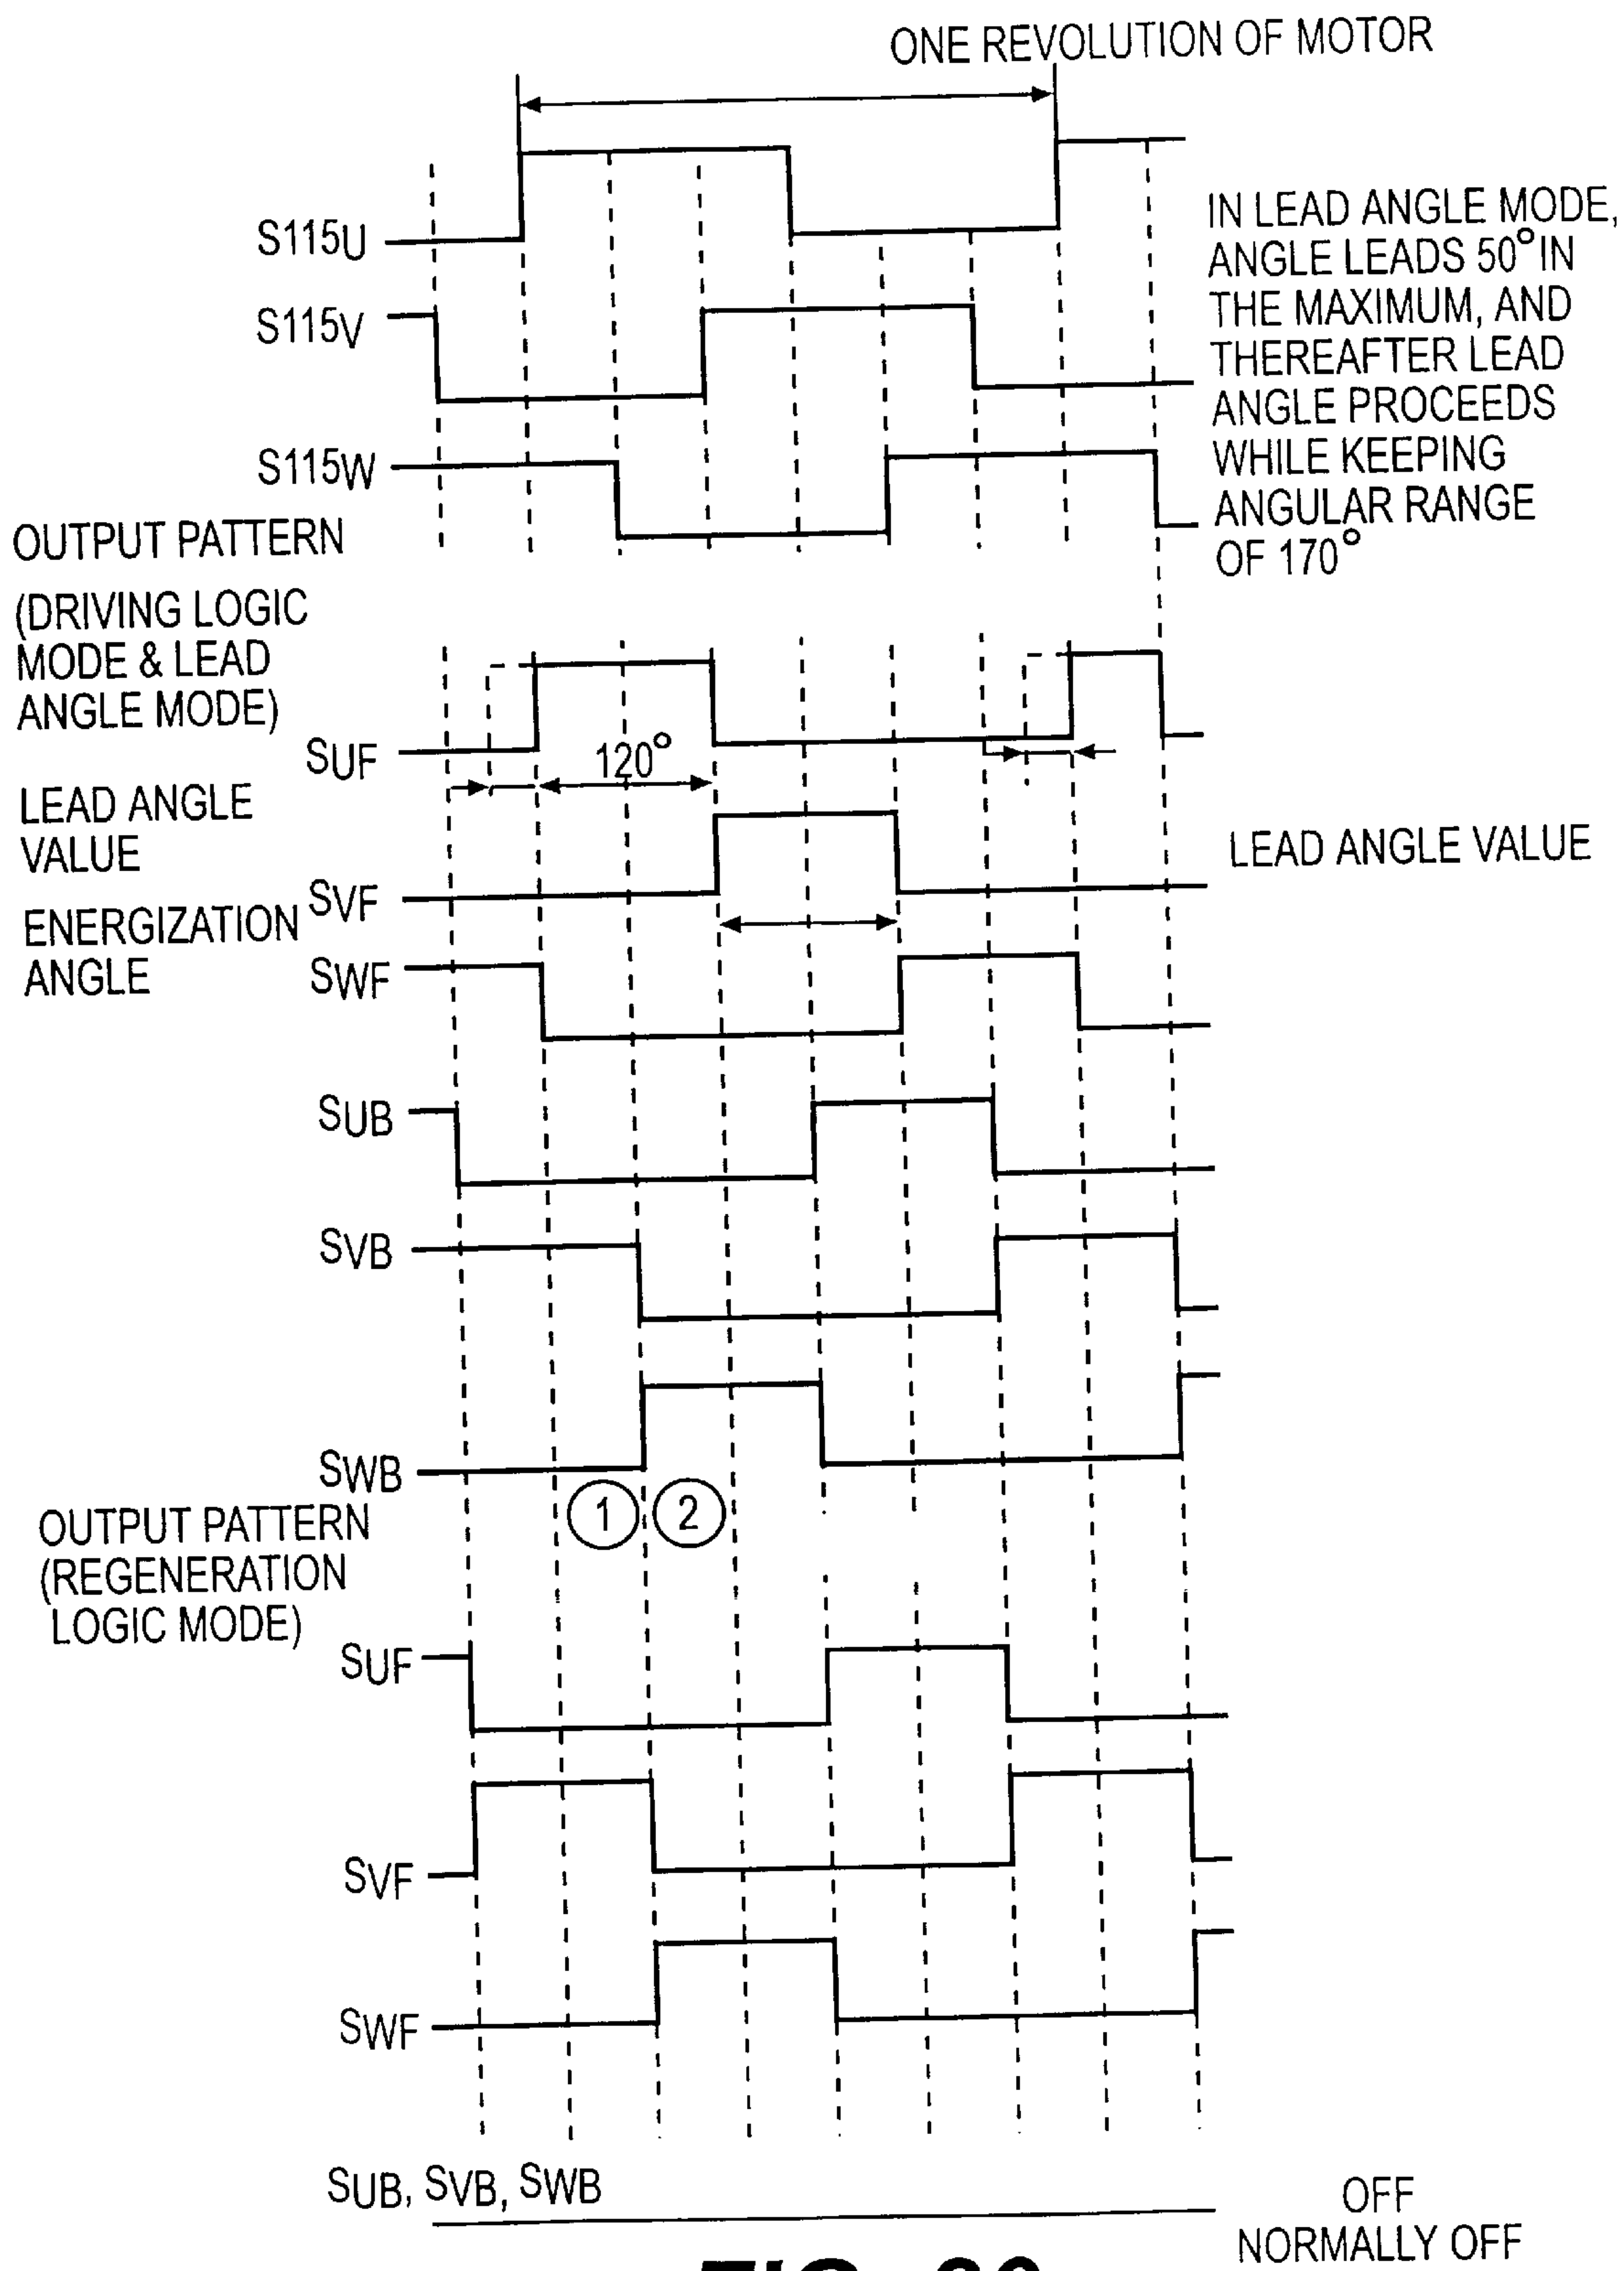 ONE REVOLUTION OF MOTOR
S115U
S115V
S115W
IN LEAD ANGLE MODE,
ANGLE LEADS 50° IN
THE MAXIMUM, AND
THEREAFTER LEAD
ANGLE PROCEEDS
WHILE KEEPING
ANGULAR RANGE
OF 170°
OUTPUT PATTERN
(DRIVING LOGIC
MODE & LEAD
ANGLE MODE)
SUF
120°
LEAD ANGLE
VALUE
LEAD ANGLE VALUE
SVF
ENERGIZATION
ANGLE
SWF
SUB
SVB
SWB
1 2
OUTPUT PATTERN
(REGENERATION
LOGIC MODE)
SUF
SVF
SWF
SUB, SVB, SWB
OFF
NORMALLY OFF